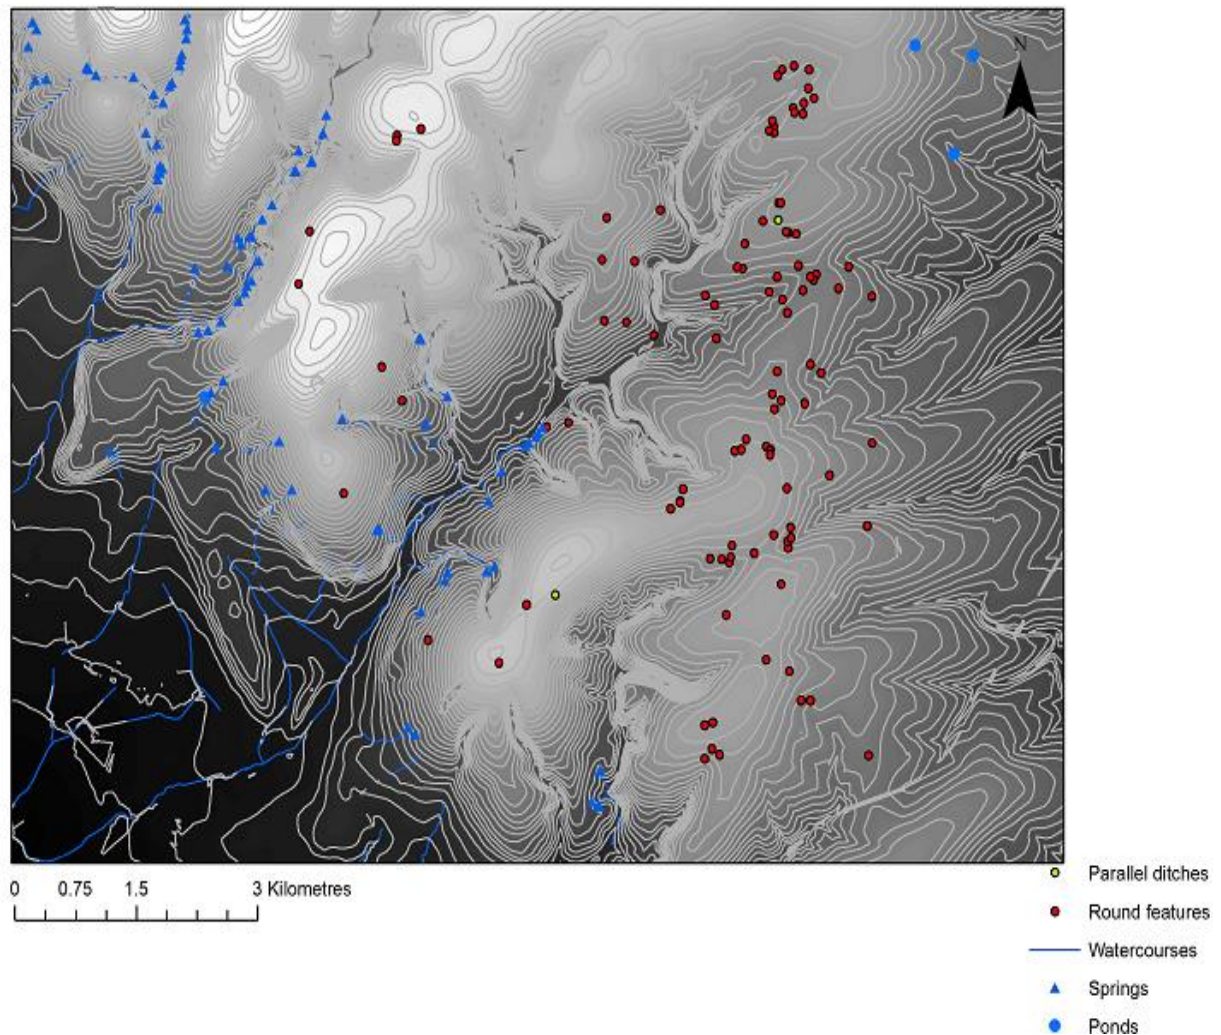 N
0 0.75 1.5 3 Kilometres
Parallel ditches
Round features
Watercourses
Springs
Ponds